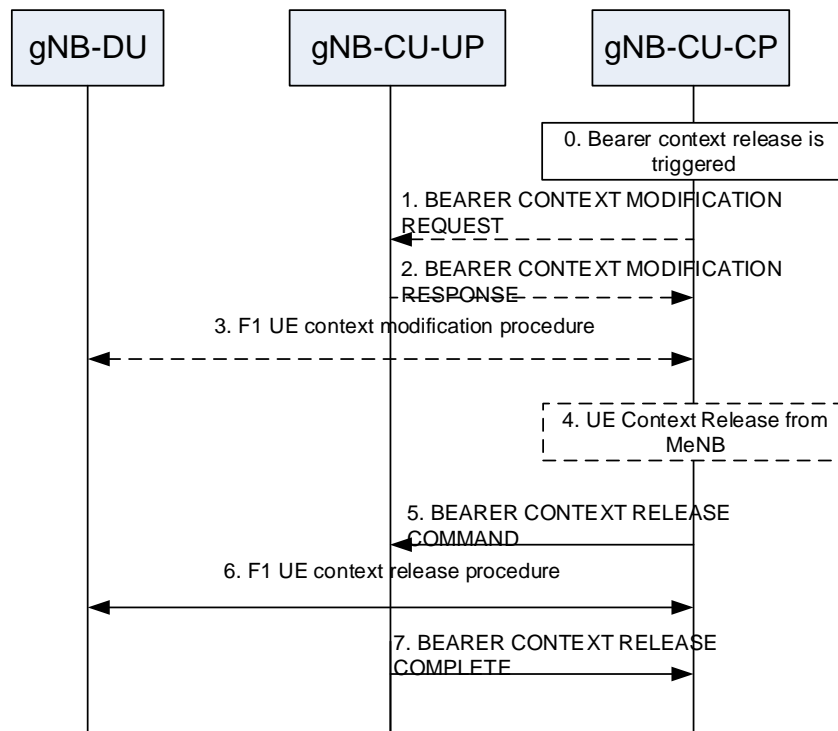 gNB-DU
gNB-CU-UP
gNB-CU-CP
0. Bearer context release is
triggered
1. BEARER CONTEXT MODIFICATION
REQUEST
2. BEARER CONTEXT MODIFICATION
RESPONSE
3. F1 UE context modification procedure
4. UE Context Release from
MeNB
5. BEARER CONTEXT RELEASE
COMMAND
6. F1 UE context release procedure
7. BEARER CONTEXT RELEASE
COMPLETE